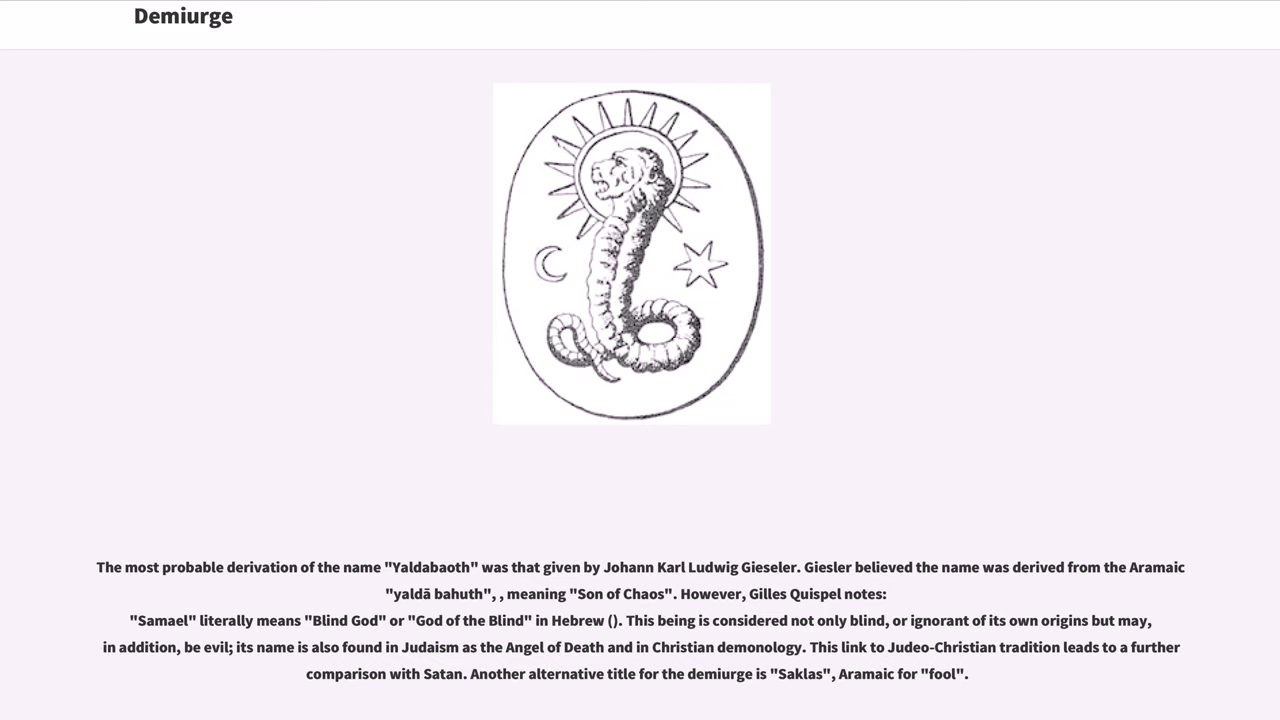 Demiurge
The most probable derivation of the name "Yaldabaoth" was that given by Johann Karl Ludwig Gieseler. Giesler believed the name was derived from the Aramaic
"yaldā bahuth", , meaning "Son of Chaos". However, Gilles Quispel notes:
"Samael" literally means "Blind God" or "God of the Blind" in Hebrew (). This being is considered not only blind, or ignorant of its own origins but may,
in addition, be evil; its name is also found in Judaism as the Angel of Death and in Christian demonology. This link to Judeo-Christian tradition leads to a further
comparison with Satan. Another alternative title for the demiurge is "Saklas", Aramaic for "fool".